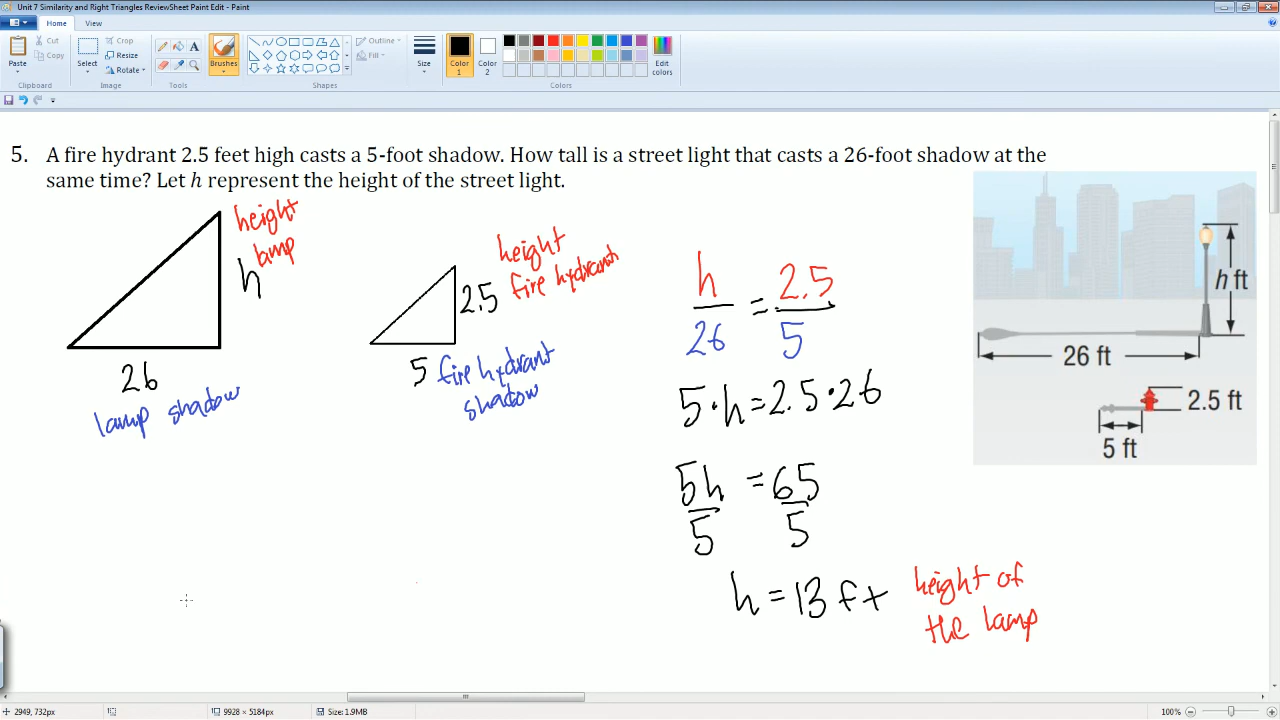 Unit 7 Similarity and Right Triangles ReviewSheet Paint Edit - Paint
Home View
Paste
Cut
Copy
Clipboard
Select
Crop
Resize
Rotate
Image
Tools
Brushes
Shapes
Outline
Fill
Size
Color 1
Color 2
Edit colors
Colors
5. A fire hydrant 2.5 feet high casts a 5-foot shadow. How tall is a street light that casts a 26-foot shadow at the
same time? Let h represent the height of the street light.
height
lamp
h
26
lamp shadow
height
fire hydrant
2.5
5 fire hydrant
shadow
h/26 = 2.5/5
5·h=2.5·26
5h/5 = 65/5
h = 13 ft
height of
the lamp
h ft
26 ft
2.5 ft
5 ft
2949, 732px
9928 × 5184px
Size: 1.9MB
100%